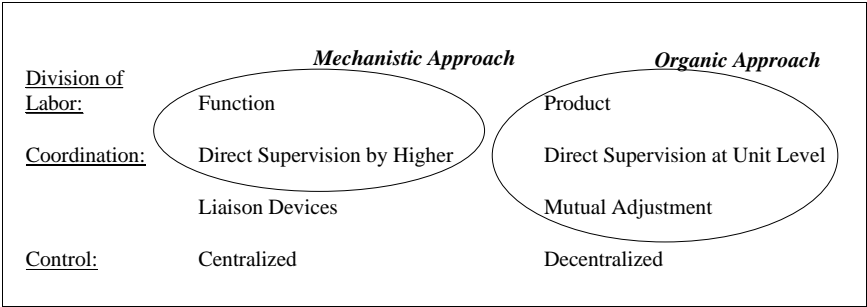 Mechanistic Approach Organic Approach
Division of
Labor: Function Product
Coordination: Direct Supervision by Higher Direct Supervision at Unit Level
Liaison Devices Mutual Adjustment
Control: Centralized Decentralized